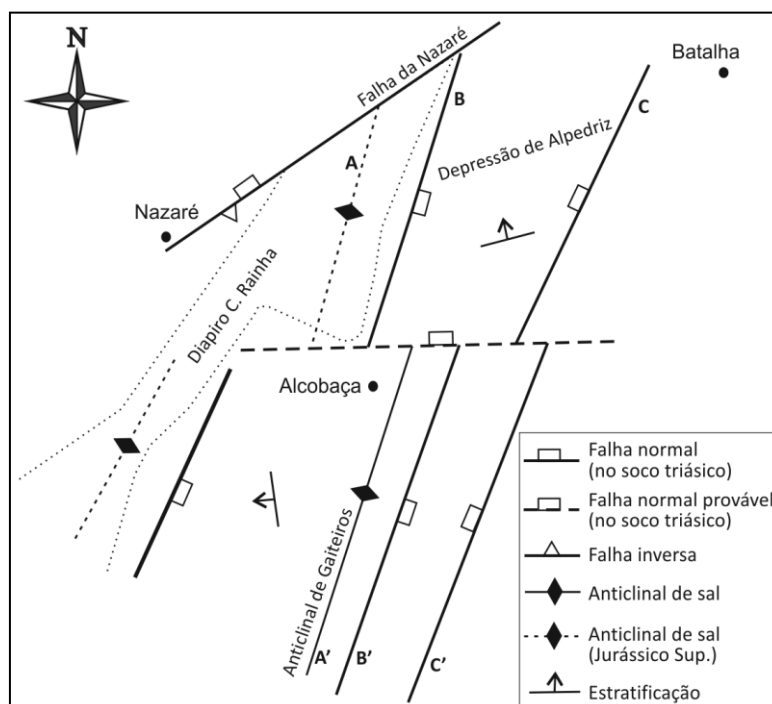 N
Batalha
Falha da Nazaré
B
C
A
Depressão de Alpedriz
Nazaré
Diapiro C. Rainha
Alcobaça
Anticlinal de Gaiteiros
A'
B'
C'
Falha normal
(no soco triásico)
Falha normal provável
(no soco triásico)
Falha inversa
Anticlinal de sal
Anticlinal de sal
(Jurássico Sup.)
Estratificação